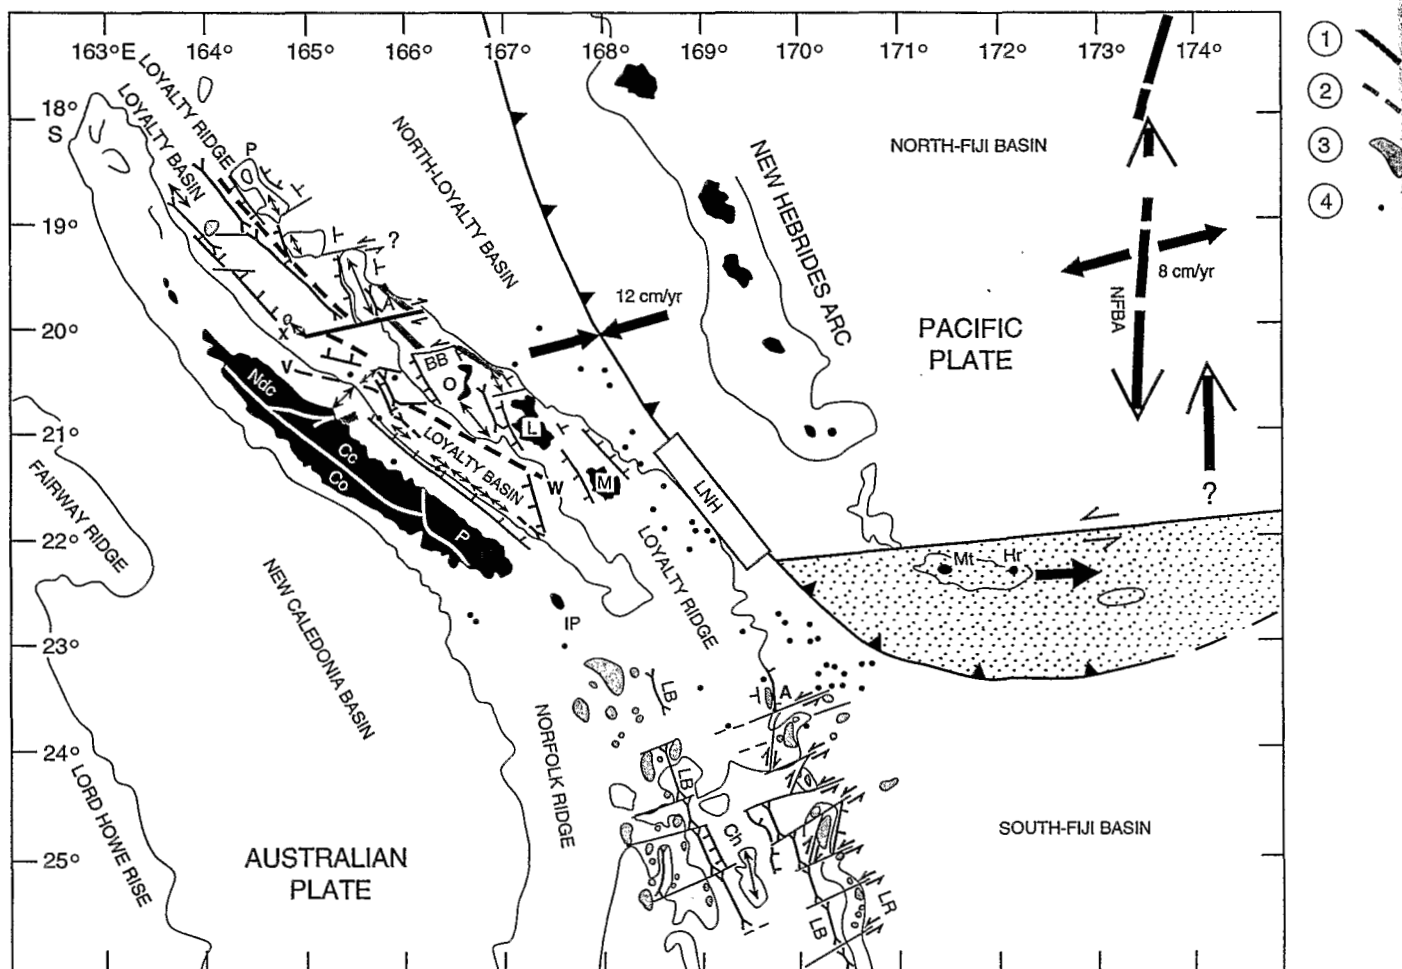 163°E 164° 165° 166° 167° 168° 169° 170° 171° 172° 173° 174°
18°
S
19°
20°
21°
22°
23°
24°
25°
LOYALTY RIDGE
LOYALTY BASIN
P
NORTH-LOYALTY BASIN
NEW HEBRIDES ARC
NORTH-FIJI BASIN
?
12 cm/yr
8 cm/yr
NFBA
PACIFIC
PLATE
X
V
A
BB
O
L
M
W
LOYALTY BASIN
Ndc
Cc
Co
P
IP
LNH
LOYALTY RIDGE
?
Mt
Hr
FAIRWAY RIDGE
NEW CALEDONIA BASIN
LORD HOWE RISE
NORFOLK RIDGE
AUSTRALIAN
PLATE
SOUTH-FIJI BASIN
LB
A
LB
Ch
LB
LR
1
2
3
4